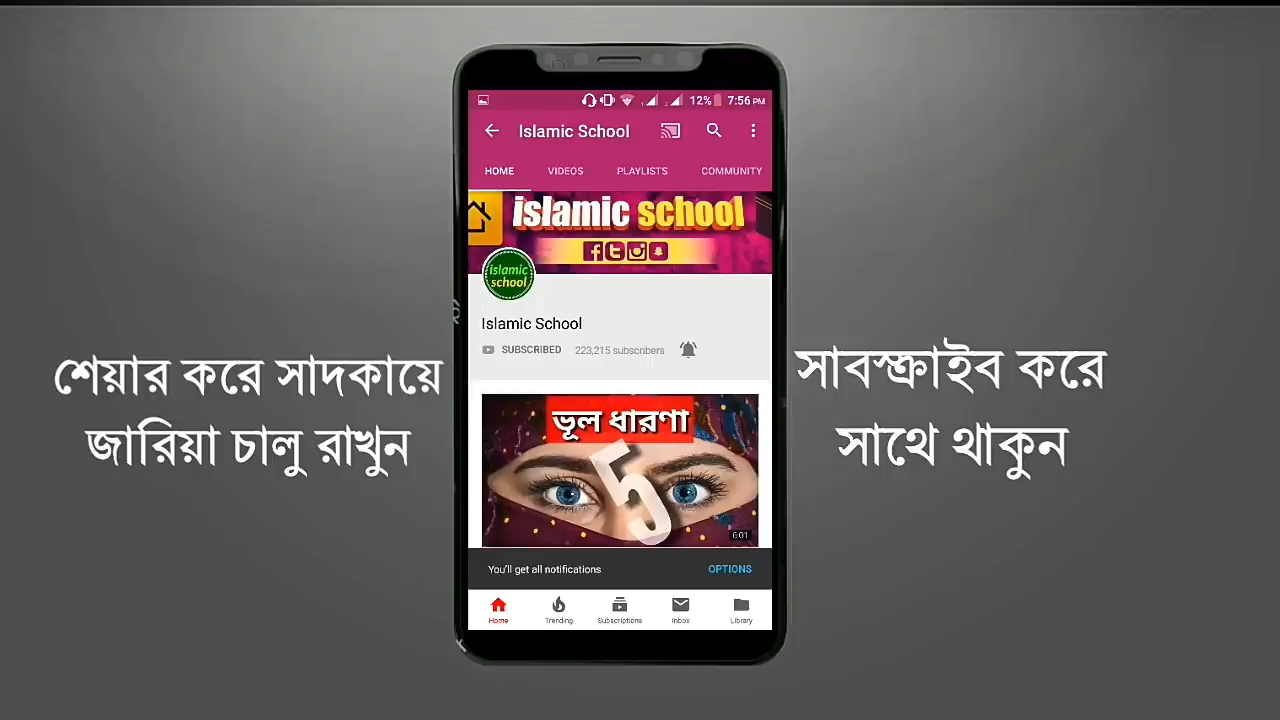 12% 7:56 PM
Islamic School
HOME VIDEOS PLAYLISTS COMMUNITY
islamic school
islamic
school
Islamic School
SUBSCRIBED 223,215 subscribers
শেয়ার করে সাদকায়ে
জারিয়া চালু রাখুন
সাবস্ক্রাইব করে
সাথে থাকুন
ভূল ধারণা
৬
6:01
You'll get all notifications OPTIONS
Home Trending Subscriptions Inbox Library